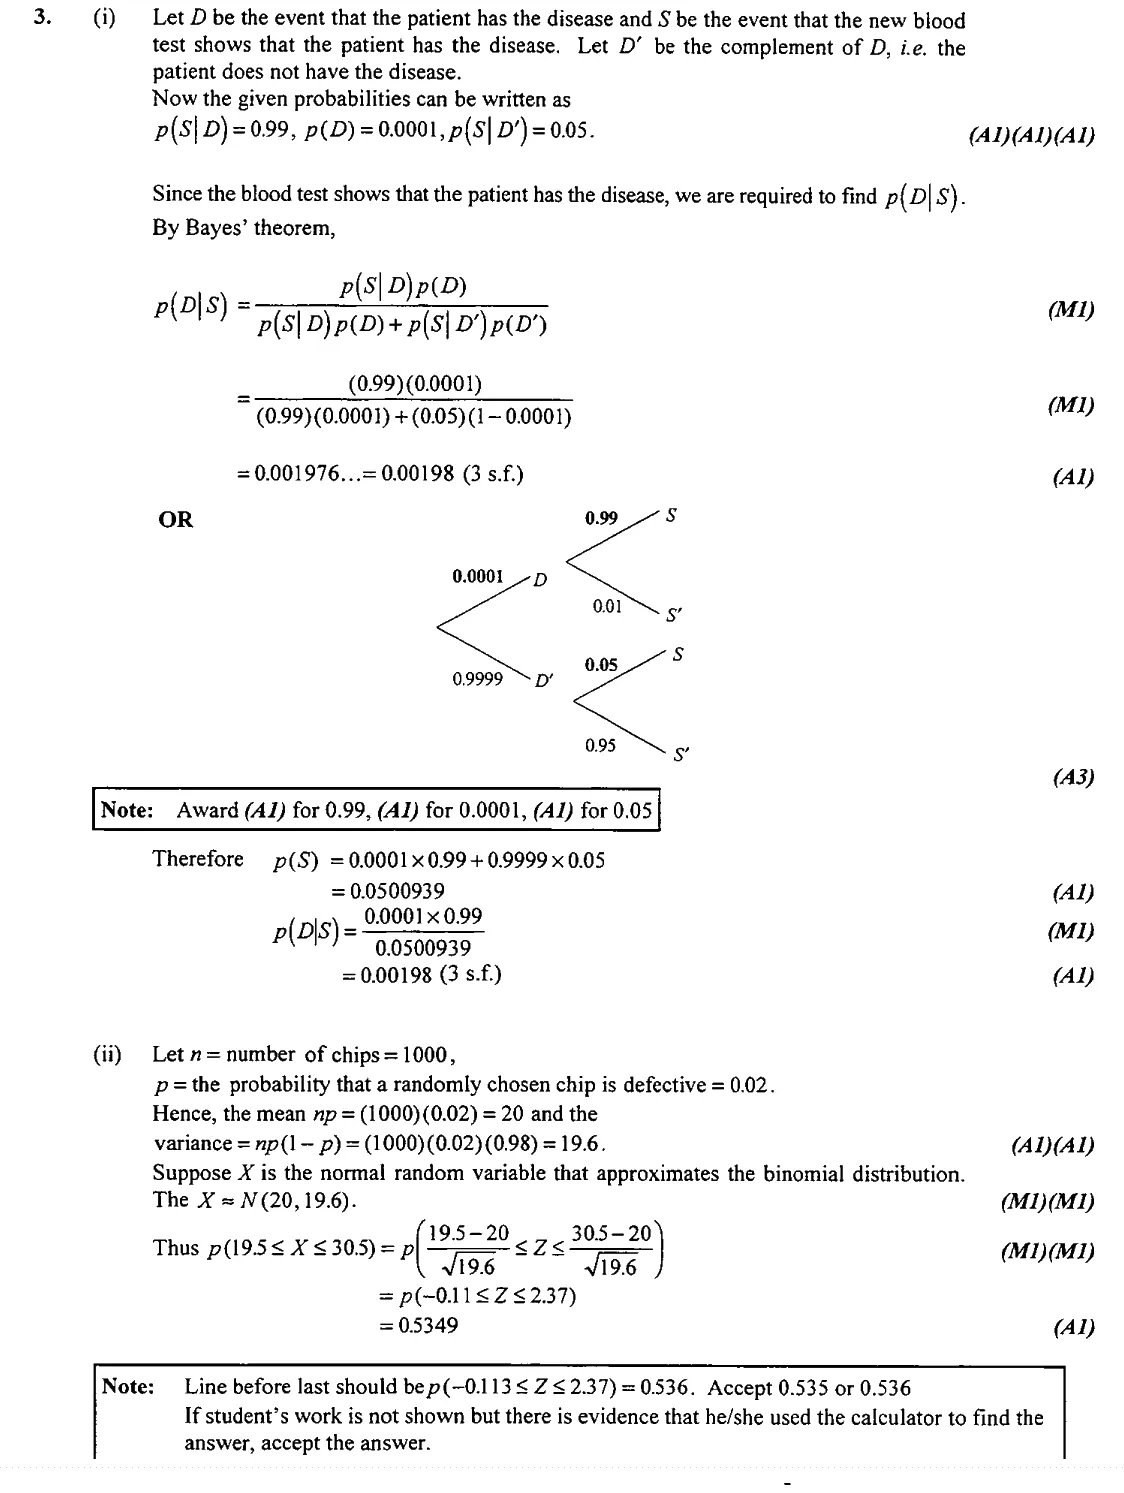 3. (i) Let D be the event that the patient has the disease and S be the event that the new blood
test shows that the patient has the disease. Let D′ be the complement of D, i.e. the
patient does not have the disease.
Now the given probabilities can be written as
p(S| D) = 0.99, p(D) = 0.0001, p(S| D′) = 0.05. (A1)(A1)(A1)
Since the blood test shows that the patient has the disease, we are required to find p(D| S).
By Bayes’ theorem,
p(D|S) = p(S| D)p(D) / p(S| D)p(D) + p(S| D′)p(D′) (M1)
= (0.99)(0.0001) / (0.99)(0.0001) + (0.05)(1 − 0.0001) (M1)
= 0.001976... = 0.00198 (3 s.f.) (A1)
OR
0.99 S
0.0001 D
0.01 S′
0.05 S
0.9999 D′
0.95 S′
(A3)
Note: Award (A1) for 0.99, (A1) for 0.0001, (A1) for 0.05
Therefore p(S) = 0.0001 × 0.99 + 0.9999 × 0.05
= 0.0500939 (A1)
p(D|S) = 0.0001 × 0.99 / 0.0500939 (M1)
= 0.00198 (3 s.f.) (A1)
(ii) Let n = number of chips = 1000,
p = the probability that a randomly chosen chip is defective = 0.02.
Hence, the mean np = (1000)(0.02) = 20 and the
variance = np(1 − p) = (1000)(0.02)(0.98) = 19.6. (A1)(A1)
Suppose X is the normal random variable that approximates the binomial distribution.
The X ≈ N(20, 19.6). (M1)(M1)
Thus p(19.5 ≤ X ≤ 30.5) = p(19.5 − 20 / √19.6 ≤ Z ≤ 30.5 − 20 / √19.6) (M1)(M1)
= p(−0.11 ≤ Z ≤ 2.37)
= 0.5349 (A1)
Note: Line before last should be p(−0.113 ≤ Z ≤ 2.37) = 0.536. Accept 0.535 or 0.536
If student’s work is not shown but there is evidence that he/she used the calculator to find the
answer, accept the answer.